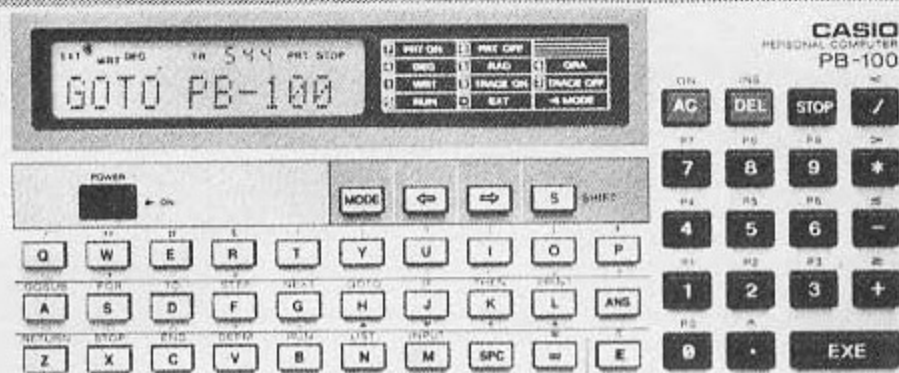 CASIO
PERSONAL COMPUTER
PB-100
EXT WRT DEG TR 544 PRT STOP
GOTO PB-100
PRT ON PRT OFF
DEG RAD GRA
WRT TRACE ON TRACE OFF
RUN EXT MODE
POWER
ON
MODE ⇦ ⇨ S SHIFT
Q W E R T Y U I O P
GOSUB FOR TO STEP NEXT GOTO IF THEN PRINT
A S D F G H J K L ANS
RETURN STOP END DEFM RUN LIST INPUT
Z X C V B N M SPC = E
ON INS
AC DEL STOP /
P7 P8 P9
7 8 9 *
P4 P5 P6 ≤
4 5 6 −
P1 P2 P3 ≥
1 2 3 +
P0
0 . EXE